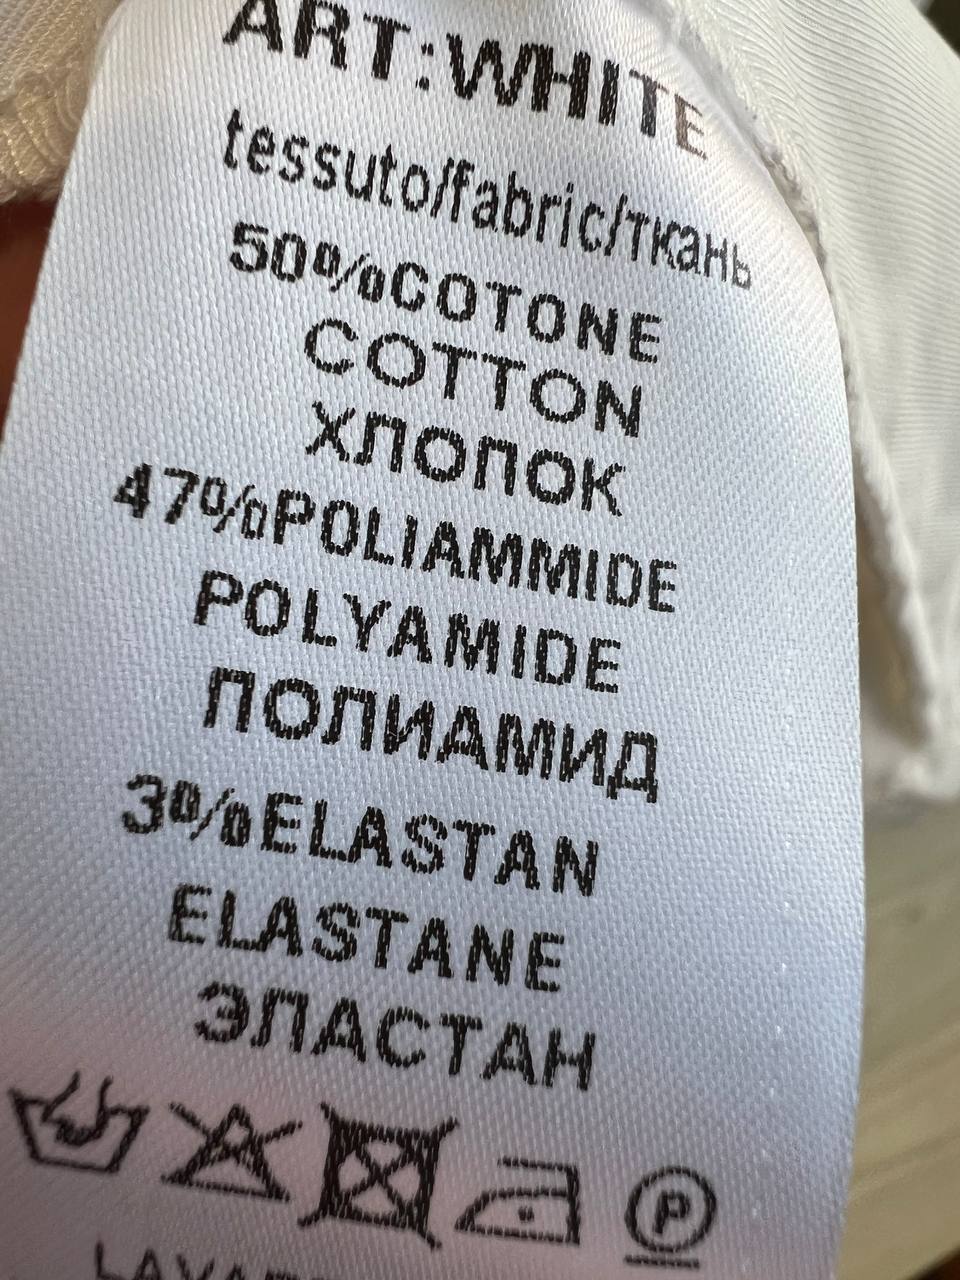 ART:WHITE
tessuto/fabric/ткань
50%COTONE
COTTON
ХЛОПОК
47%POLIAMMIDE
POLYAMIDE
ПОЛИАМИД
3%ELASTAN
ELASTANE
ЭЛАСТАН
P